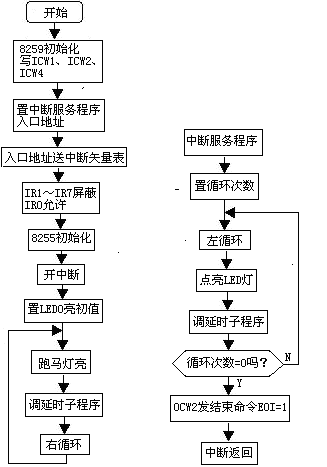 开始
8259初始化
写ICW1、ICW2、
ICW4
置中断服务程序
入口地址
入口地址送中断矢量表
IR1～IR7屏蔽
IR0允许
8255初始化
开中断
置LED0亮初值
跑马灯亮
调延时子程序
右循环
中断服务程序
置循环次数
左循环
点亮LED灯
调延时子程序
循环次数=0吗?
N
Y
OCW2发结束命令EOI=1
中断返回